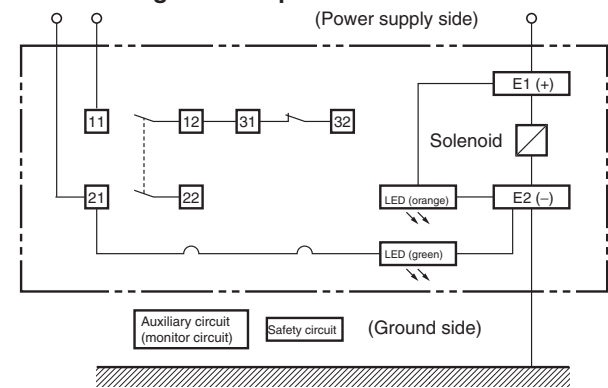 (Power supply side)
E1 (+)
11
12
31
32
Solenoid
21
22
LED (orange)
E2 (−)
LED (green)
Auxiliary circuit
(monitor circuit)
Safety circuit
(Ground side)